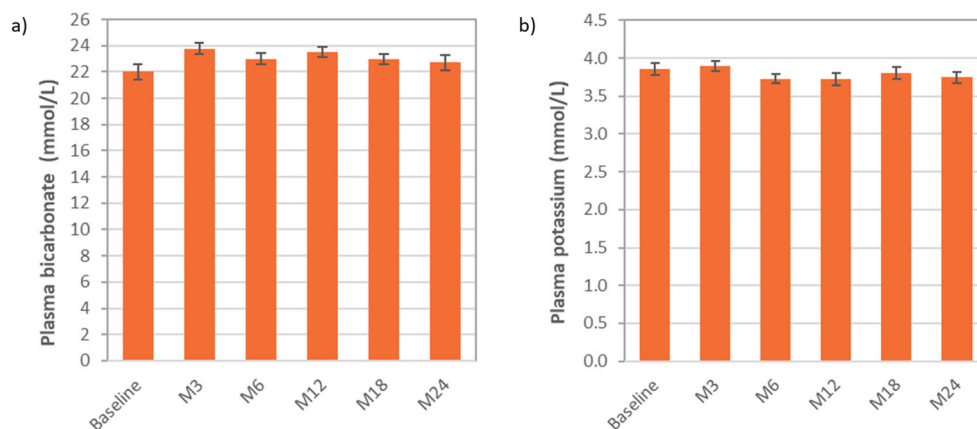 a)
Plasma bicarbonate (mmol/L)
26
24
22
20
18
16
14
12
10
8
6
4
2
0
Baseline
M3
M6
M12
M18
M24
b)
Plasma potassium (mmol/L)
4.5
4.0
3.5
3.0
2.5
2.0
1.5
1.0
0.5
0.0
Baseline
M3
M6
M12
M18
M24